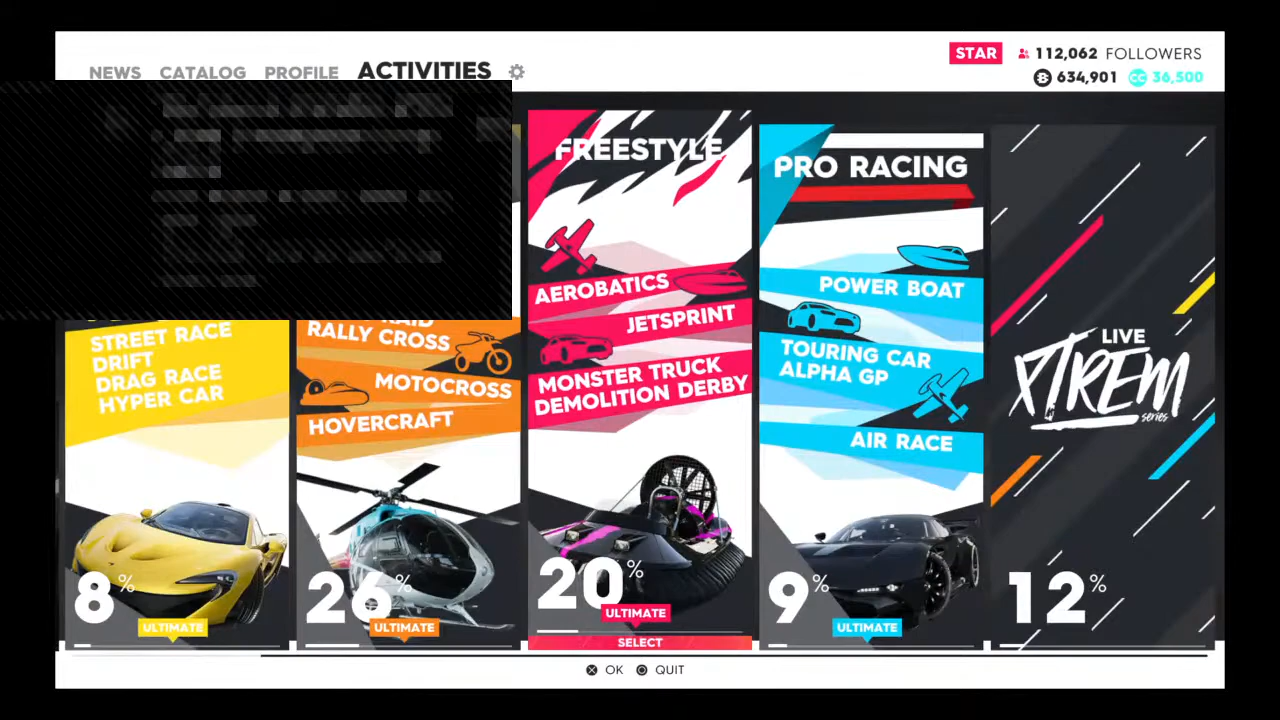 STAR
112,062 FOLLOWERS
634,901 CC 36,500
NEWS CATALOG PROFILE ACTIVITIES
STREET RACE
DRIFT
DRAG RACE
HYPER CAR
8%
ULTIMATE
RALLY CROSS
MOTOCROSS
HOVERCRAFT
26%
ULTIMATE
FREESTYLE
AEROBATICS
JETSPRINT
MONSTER TRUCK
DEMOLITION DERBY
20%
ULTIMATE
SELECT
PRO RACING
POWER BOAT
TOURING CAR
ALPHA GP
AIR RACE
9%
ULTIMATE
LIVE
XTREM
series
12%
OK QUIT